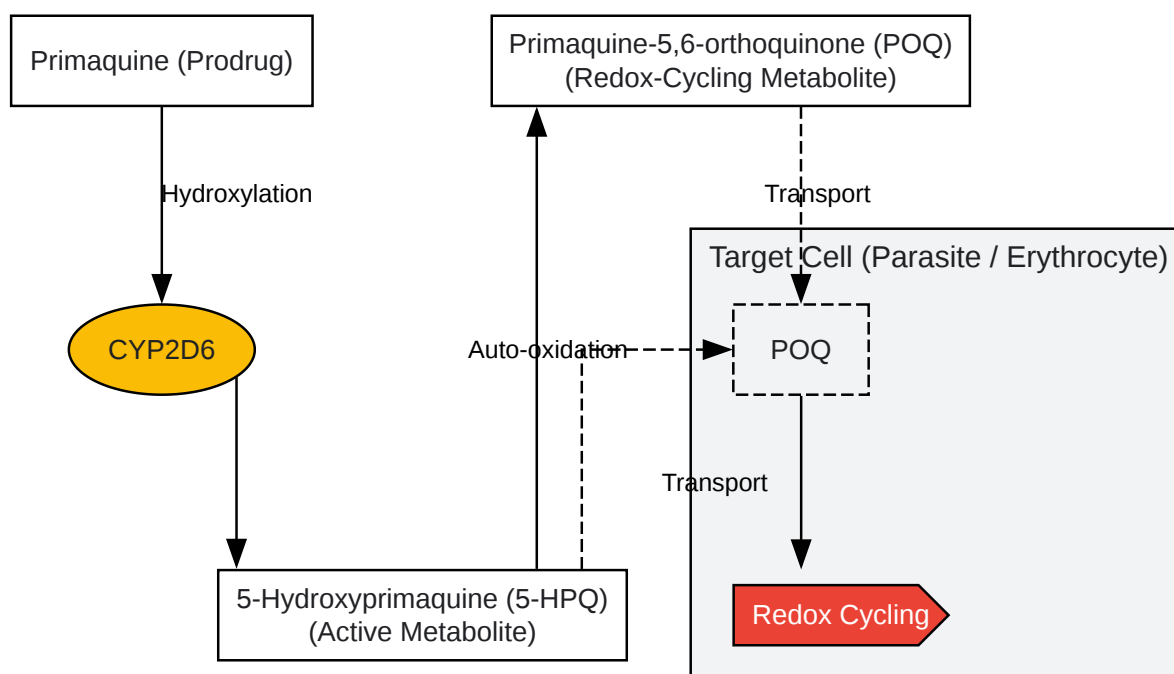 Primaquine (Prodrug)
Primaquine-5,6-orthoquinone (POQ)
(Redox-Cycling Metabolite)
Hydroxylation
Transport
Target Cell (Parasite / Erythrocyte)
CYP2D6
Auto-oxidation
POQ
Transport
5-Hydroxyprimaquine (5-HPQ)
(Active Metabolite)
Redox Cycling